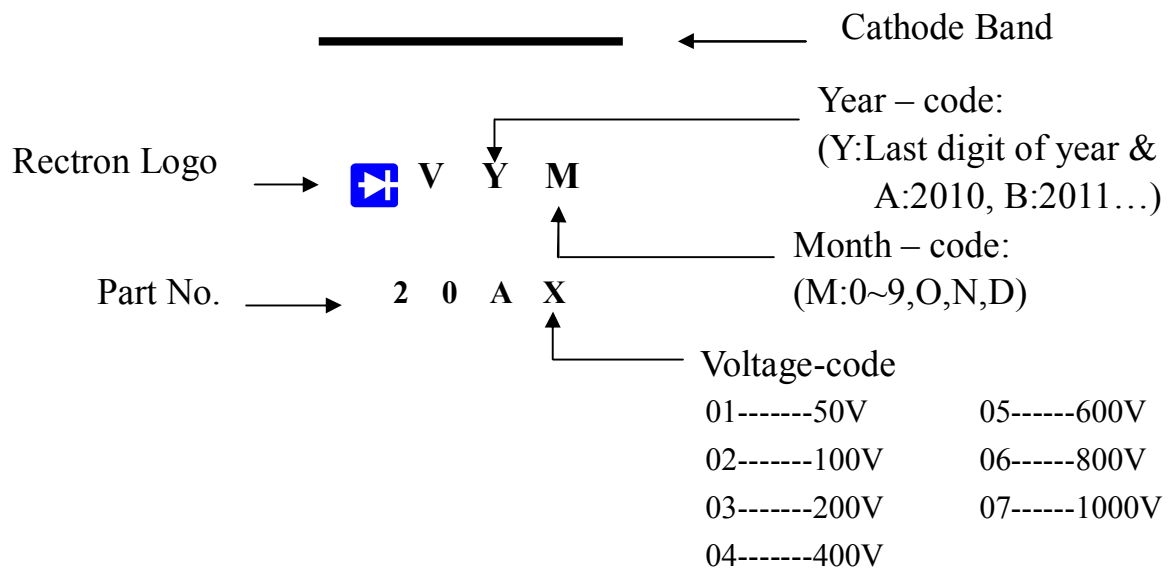 Cathode Band
Year – code:
(Y:Last digit of year &
A:2010, B:2011…)
Rectron Logo
V Y M
Month – code:
(M:0~9,O,N,D)
Part No.
2 0 A X
Voltage-code
01-------50V 05------600V
02-------100V 06------800V
03-------200V 07------1000V
04-------400V